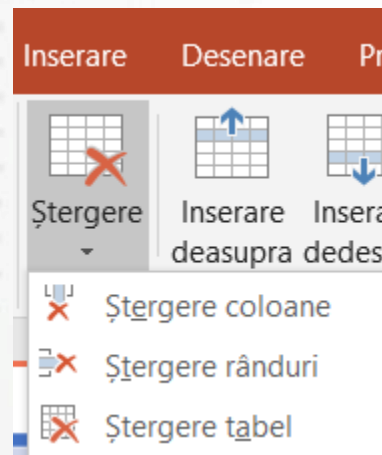 Inserare Desenare
Ștergere Inserare
deasupra
Ștergere coloane
Ștergere rânduri
Ștergere tabel